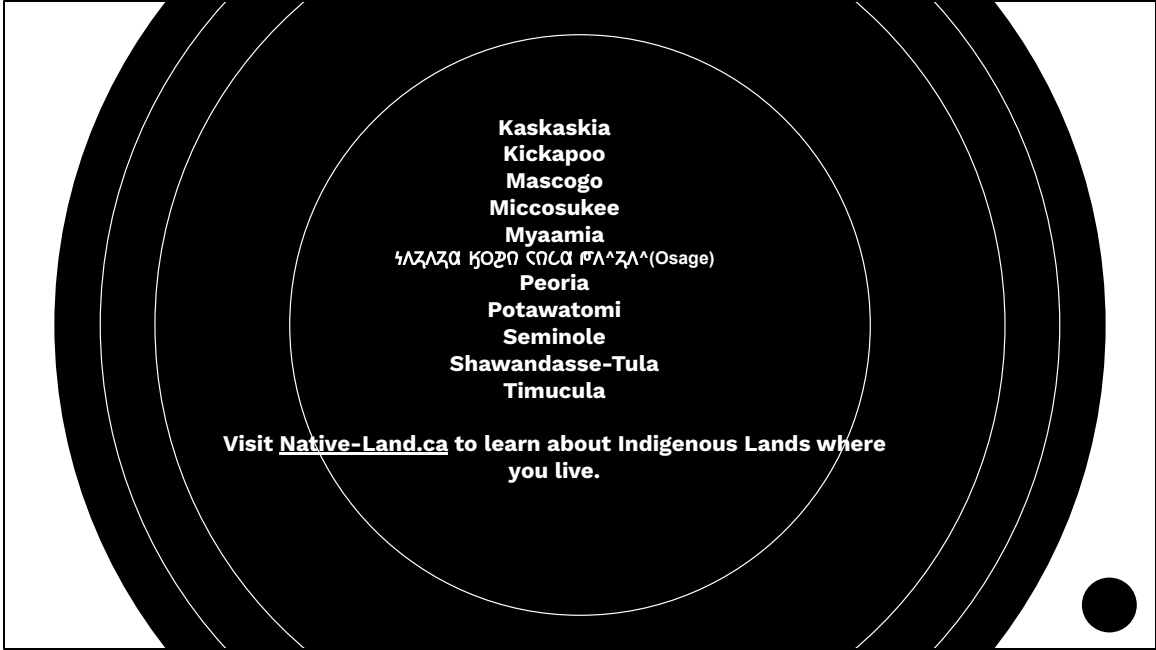 Kaskaskia
Kickapoo
Mascogo
Miccosukee
Myaamia
𐓏𐒰𐓓𐒰𐓓𐒷 𐒼𐓂𐓊𐒻 𐓆𐒻𐒿𐒷 𐓀𐒰^𐓓𐒰^(Osage)
Peoria
Potawatomi
Seminole
Shawandasse-Tula
Timucula
Visit Native-Land.ca to learn about Indigenous Lands where
you live.